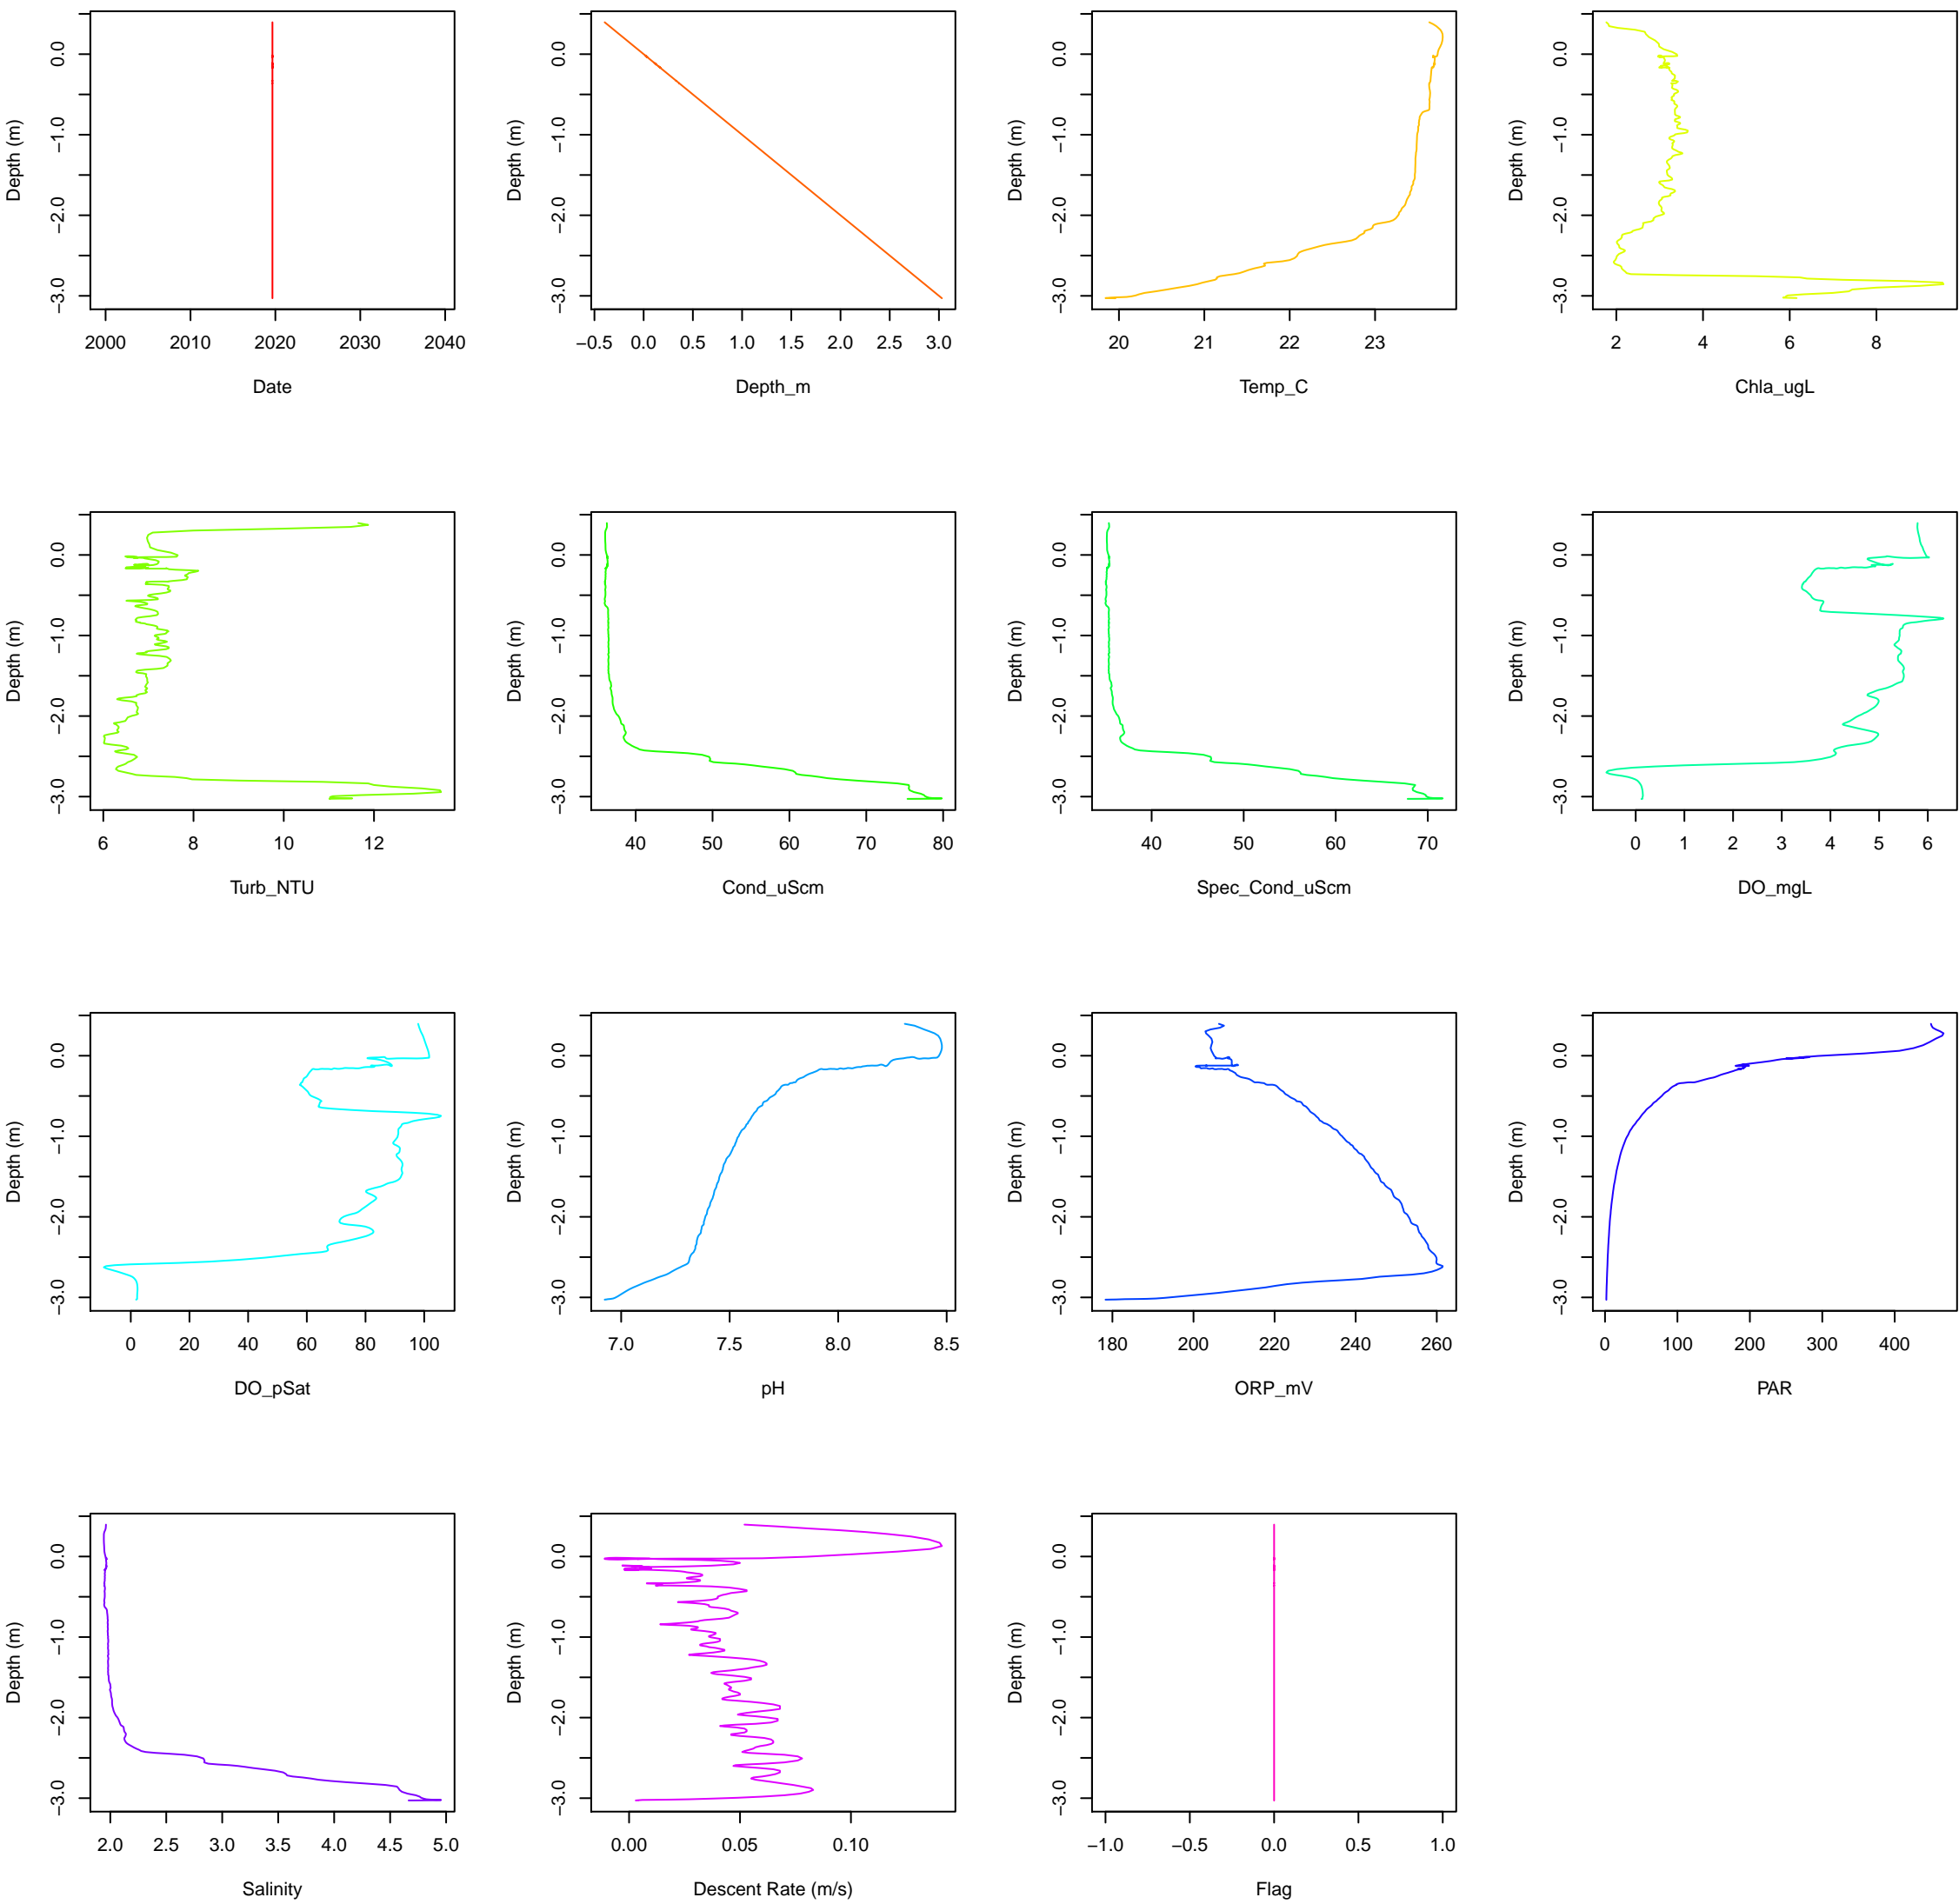 Depth (m)
0.0
−1.0
−2.0
−3.0
2000 2010 2020 2030 2040
Date
Depth (m)
0.0
−1.0
−2.0
−3.0
−0.5 0.0 0.5 1.0 1.5 2.0 2.5 3.0
Depth_m
Depth (m)
0.0
−1.0
−2.0
−3.0
20 21 22 23
Temp_C
Depth (m)
0.0
−1.0
−2.0
−3.0
2 4 6 8
Chla_ugL
Depth (m)
0.0
−1.0
−2.0
−3.0
6 8 10 12
Turb_NTU
Depth (m)
0.0
−1.0
−2.0
−3.0
40 50 60 70 80
Cond_uScm
Depth (m)
0.0
−1.0
−2.0
−3.0
40 50 60 70
Spec_Cond_uScm
Depth (m)
0.0
−1.0
−2.0
−3.0
0 1 2 3 4 5 6
DO_mgL
Depth (m)
0.0
−1.0
−2.0
−3.0
0 20 40 60 80 100
DO_pSat
Depth (m)
0.0
−1.0
−2.0
−3.0
7.0 7.5 8.0 8.5
pH
Depth (m)
0.0
−1.0
−2.0
−3.0
180 200 220 240 260
ORP_mV
Depth (m)
0.0
−1.0
−2.0
−3.0
0 100 200 300 400
PAR
Depth (m)
0.0
−1.0
−2.0
−3.0
2.0 2.5 3.0 3.5 4.0 4.5 5.0
Salinity
Depth (m)
0.0
−1.0
−2.0
−3.0
0.00 0.05 0.10
Descent Rate (m/s)
Depth (m)
0.0
−1.0
−2.0
−3.0
−1.0 −0.5 0.0 0.5 1.0
Flag